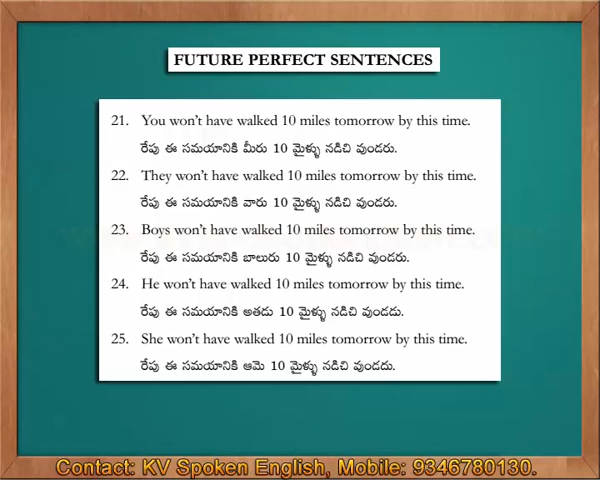 FUTURE PERFECT SENTENCES
21. You won't have walked 10 miles tomorrow by this time.
రేపు ఈ సమయానికి మీరు 10 మైళ్ళు నడిచి వుండరు.
22. They won't have walked 10 miles tomorrow by this time.
రేపు ఈ సమయానికి వారు 10 మైళ్ళు నడిచి వుండరు.
23. Boys won't have walked 10 miles tomorrow by this time.
రేపు ఈ సమయానికి బాలురు 10 మైళ్ళు నడిచి వుండరు.
24. He won't have walked 10 miles tomorrow by this time.
రేపు ఈ సమయానికి అతడు 10 మైళ్ళు నడిచి వుండడు.
25. She won't have walked 10 miles tomorrow by this time.
రేపు ఈ సమయానికి ఆమె 10 మైళ్ళు నడిచి వుండదు.
Contact: KV Spoken English, Mobile: 9346780130.